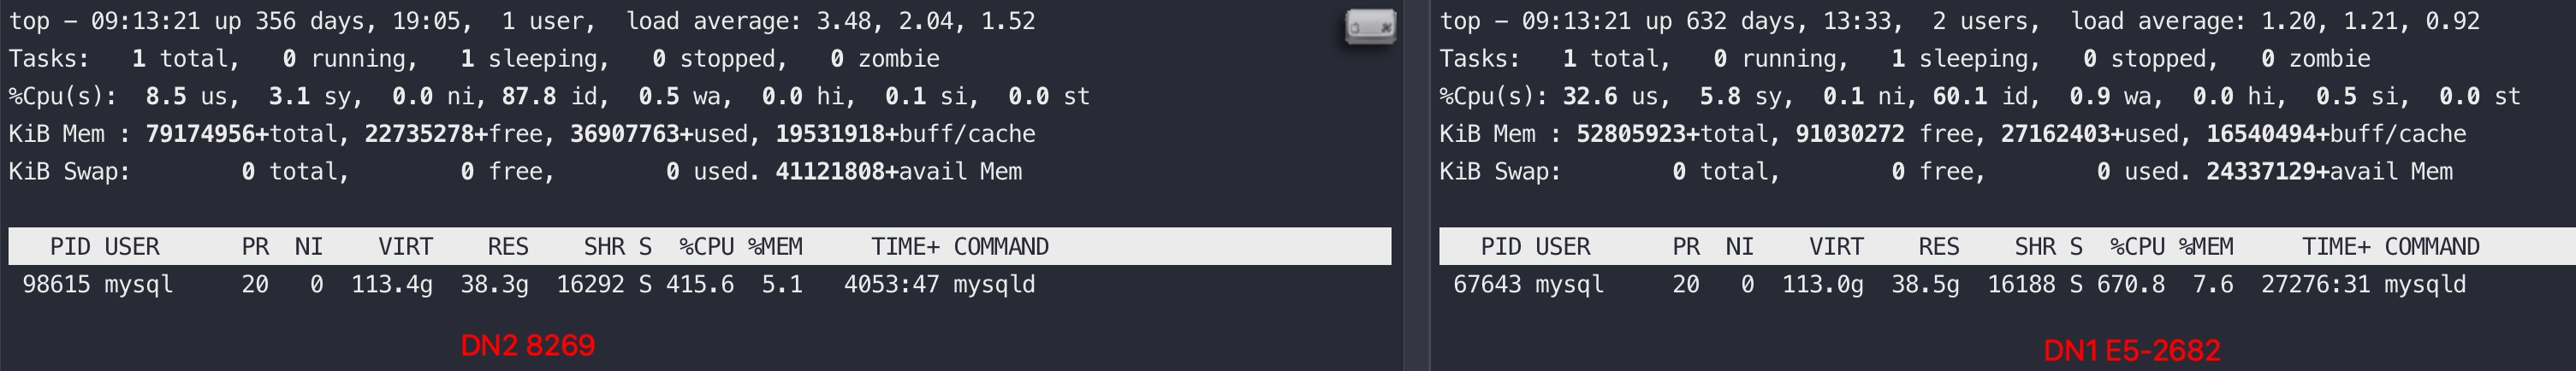 top - 09:13:21 up 356 days, 19:05,  1 user,  load average: 3.48, 2.04, 1.52
Tasks:   1 total,   0 running,   1 sleeping,   0 stopped,   0 zombie
%Cpu(s):  8.5 us,  3.1 sy,  0.0 ni, 87.8 id,  0.5 wa,  0.0 hi,  0.1 si,  0.0 st
KiB Mem : 79174956+total, 22735278+free, 36907763+used, 19531918+buff/cache
KiB Swap:        0 total,        0 free,        0 used. 41121808+avail Mem
PID USER      PR  NI    VIRT    RES    SHR S  %CPU %MEM     TIME+ COMMAND
98615 mysql     20   0  113.4g  38.3g  16292 S 415.6  5.1   4053:47 mysqld
DN2 8269
top - 09:13:21 up 632 days, 13:33,  2 users,  load average: 1.20, 1.21, 0.92
Tasks:   1 total,   0 running,   1 sleeping,   0 stopped,   0 zombie
%Cpu(s): 32.6 us,  5.8 sy,  0.1 ni, 60.1 id,  0.9 wa,  0.0 hi,  0.5 si,  0.0 st
KiB Mem : 52805923+total, 91030272 free, 27162403+used, 16540494+buff/cache
KiB Swap:        0 total,        0 free,        0 used. 24337129+avail Mem
PID USER      PR  NI    VIRT    RES    SHR S  %CPU %MEM     TIME+ COMMAND
67643 mysql     20   0  113.0g  38.5g  16188 S 670.8  7.6  27276:31 mysqld
DN1 E5-2682